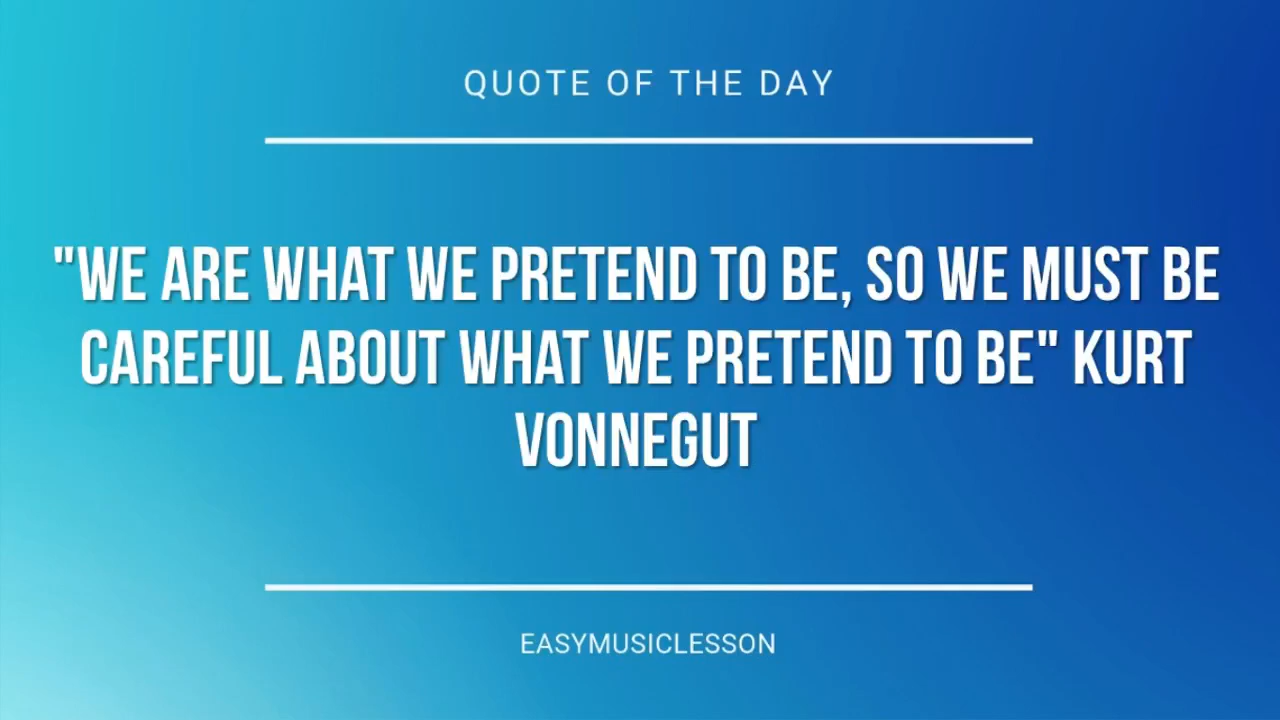 QUOTE OF THE DAY
"WE ARE WHAT WE PRETEND TO BE, SO WE MUST BE
CAREFUL ABOUT WHAT WE PRETEND TO BE" KURT
VONNEGUT
EASYMUSICLESSON